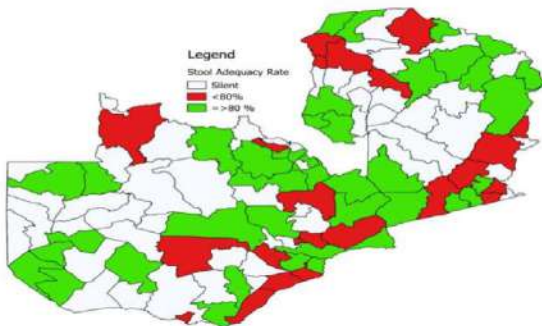 Legend
Stool Adequacy Rate
Silent
<80%
=>80 %